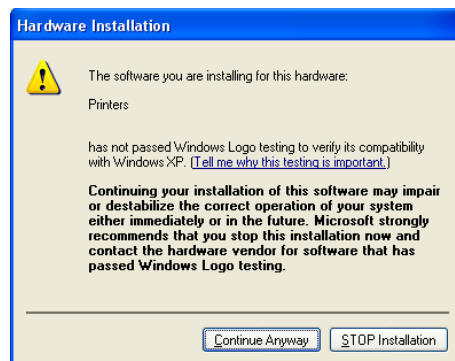 Hardware Installation
The software you are installing for this hardware:
Printers
has not passed Windows Logo testing to verify its compatibility
with Windows XP. (Tell me why this testing is important.)
Continuing your installation of this software may impair
or destabilize the correct operation of your system
either immediately or in the future. Microsoft strongly
recommends that you stop this installation now and
contact the hardware vendor for software that has
passed Windows Logo testing.
Continue Anyway
STOP Installation